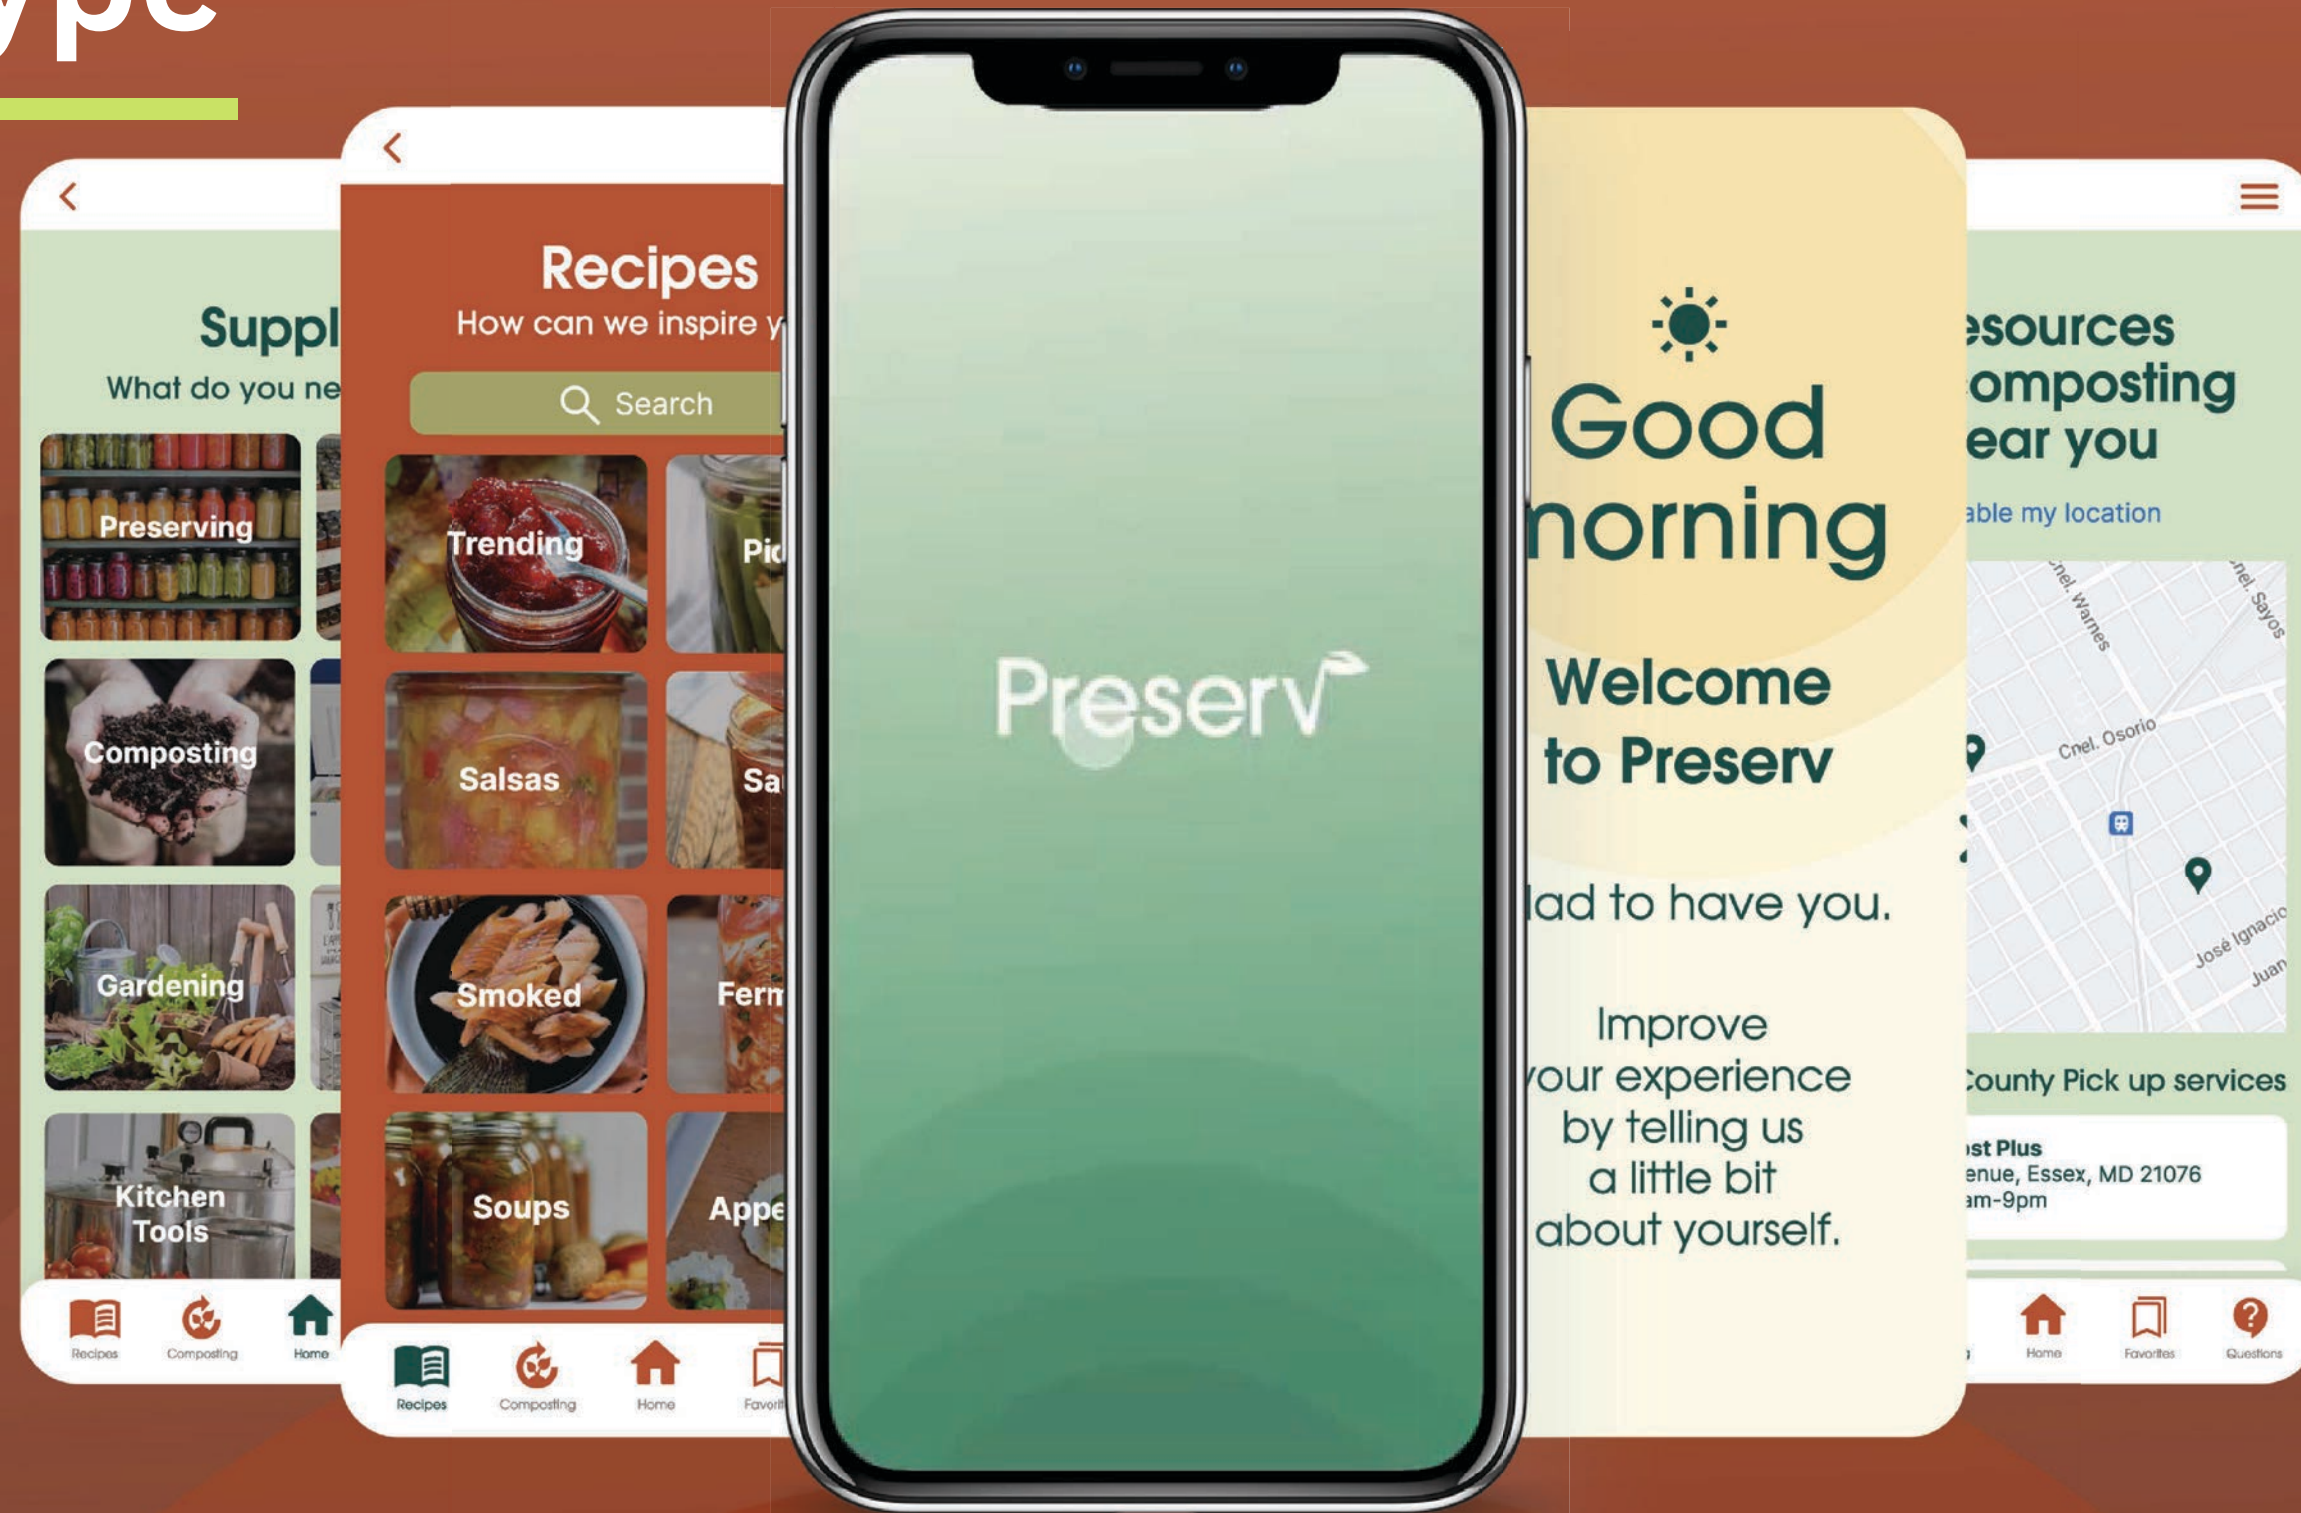 ype
Suppl
What do you ne
Preserving
Composting
Gardening
Kitchen
Tools
Recipes
Composting
Home
Recipes
How can we inspire y
Search
Trending
Pic
Salsas
Sa
Smoked
Ferm
Soups
Appe
Recipes
Composting
Home
Favorit
Preserv
Good
morning
Welcome
to Preserv
lad to have you.
Improve
your experience
by telling us
a little bit
about yourself.
esources
omposting
ear you
able my location
Cnel. Warnes
nel. Sayos
Cnel. Osorio
José Ignacio
Juan
County Pick up services
ost Plus
enue, Essex, MD 21076
am-9pm
Home
Favorites
Questions